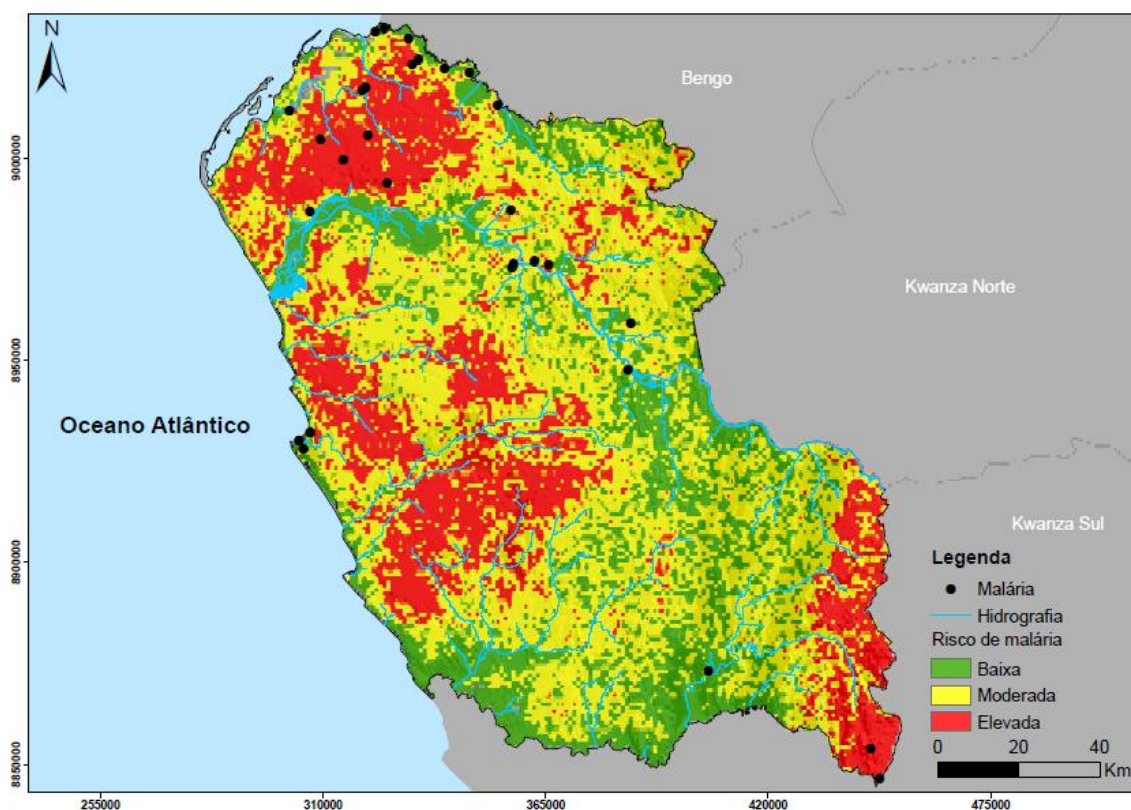 N
Bengo
Kwanza Norte
Oceano Atlântico
Kwanza Sul
Legenda
Malária
Hidrografia
Risco de malária
Baixa
Moderada
Elevada
0 20 40
Km
9000000
8950000
8900000
8850000
255000 310000 365000 420000 475000